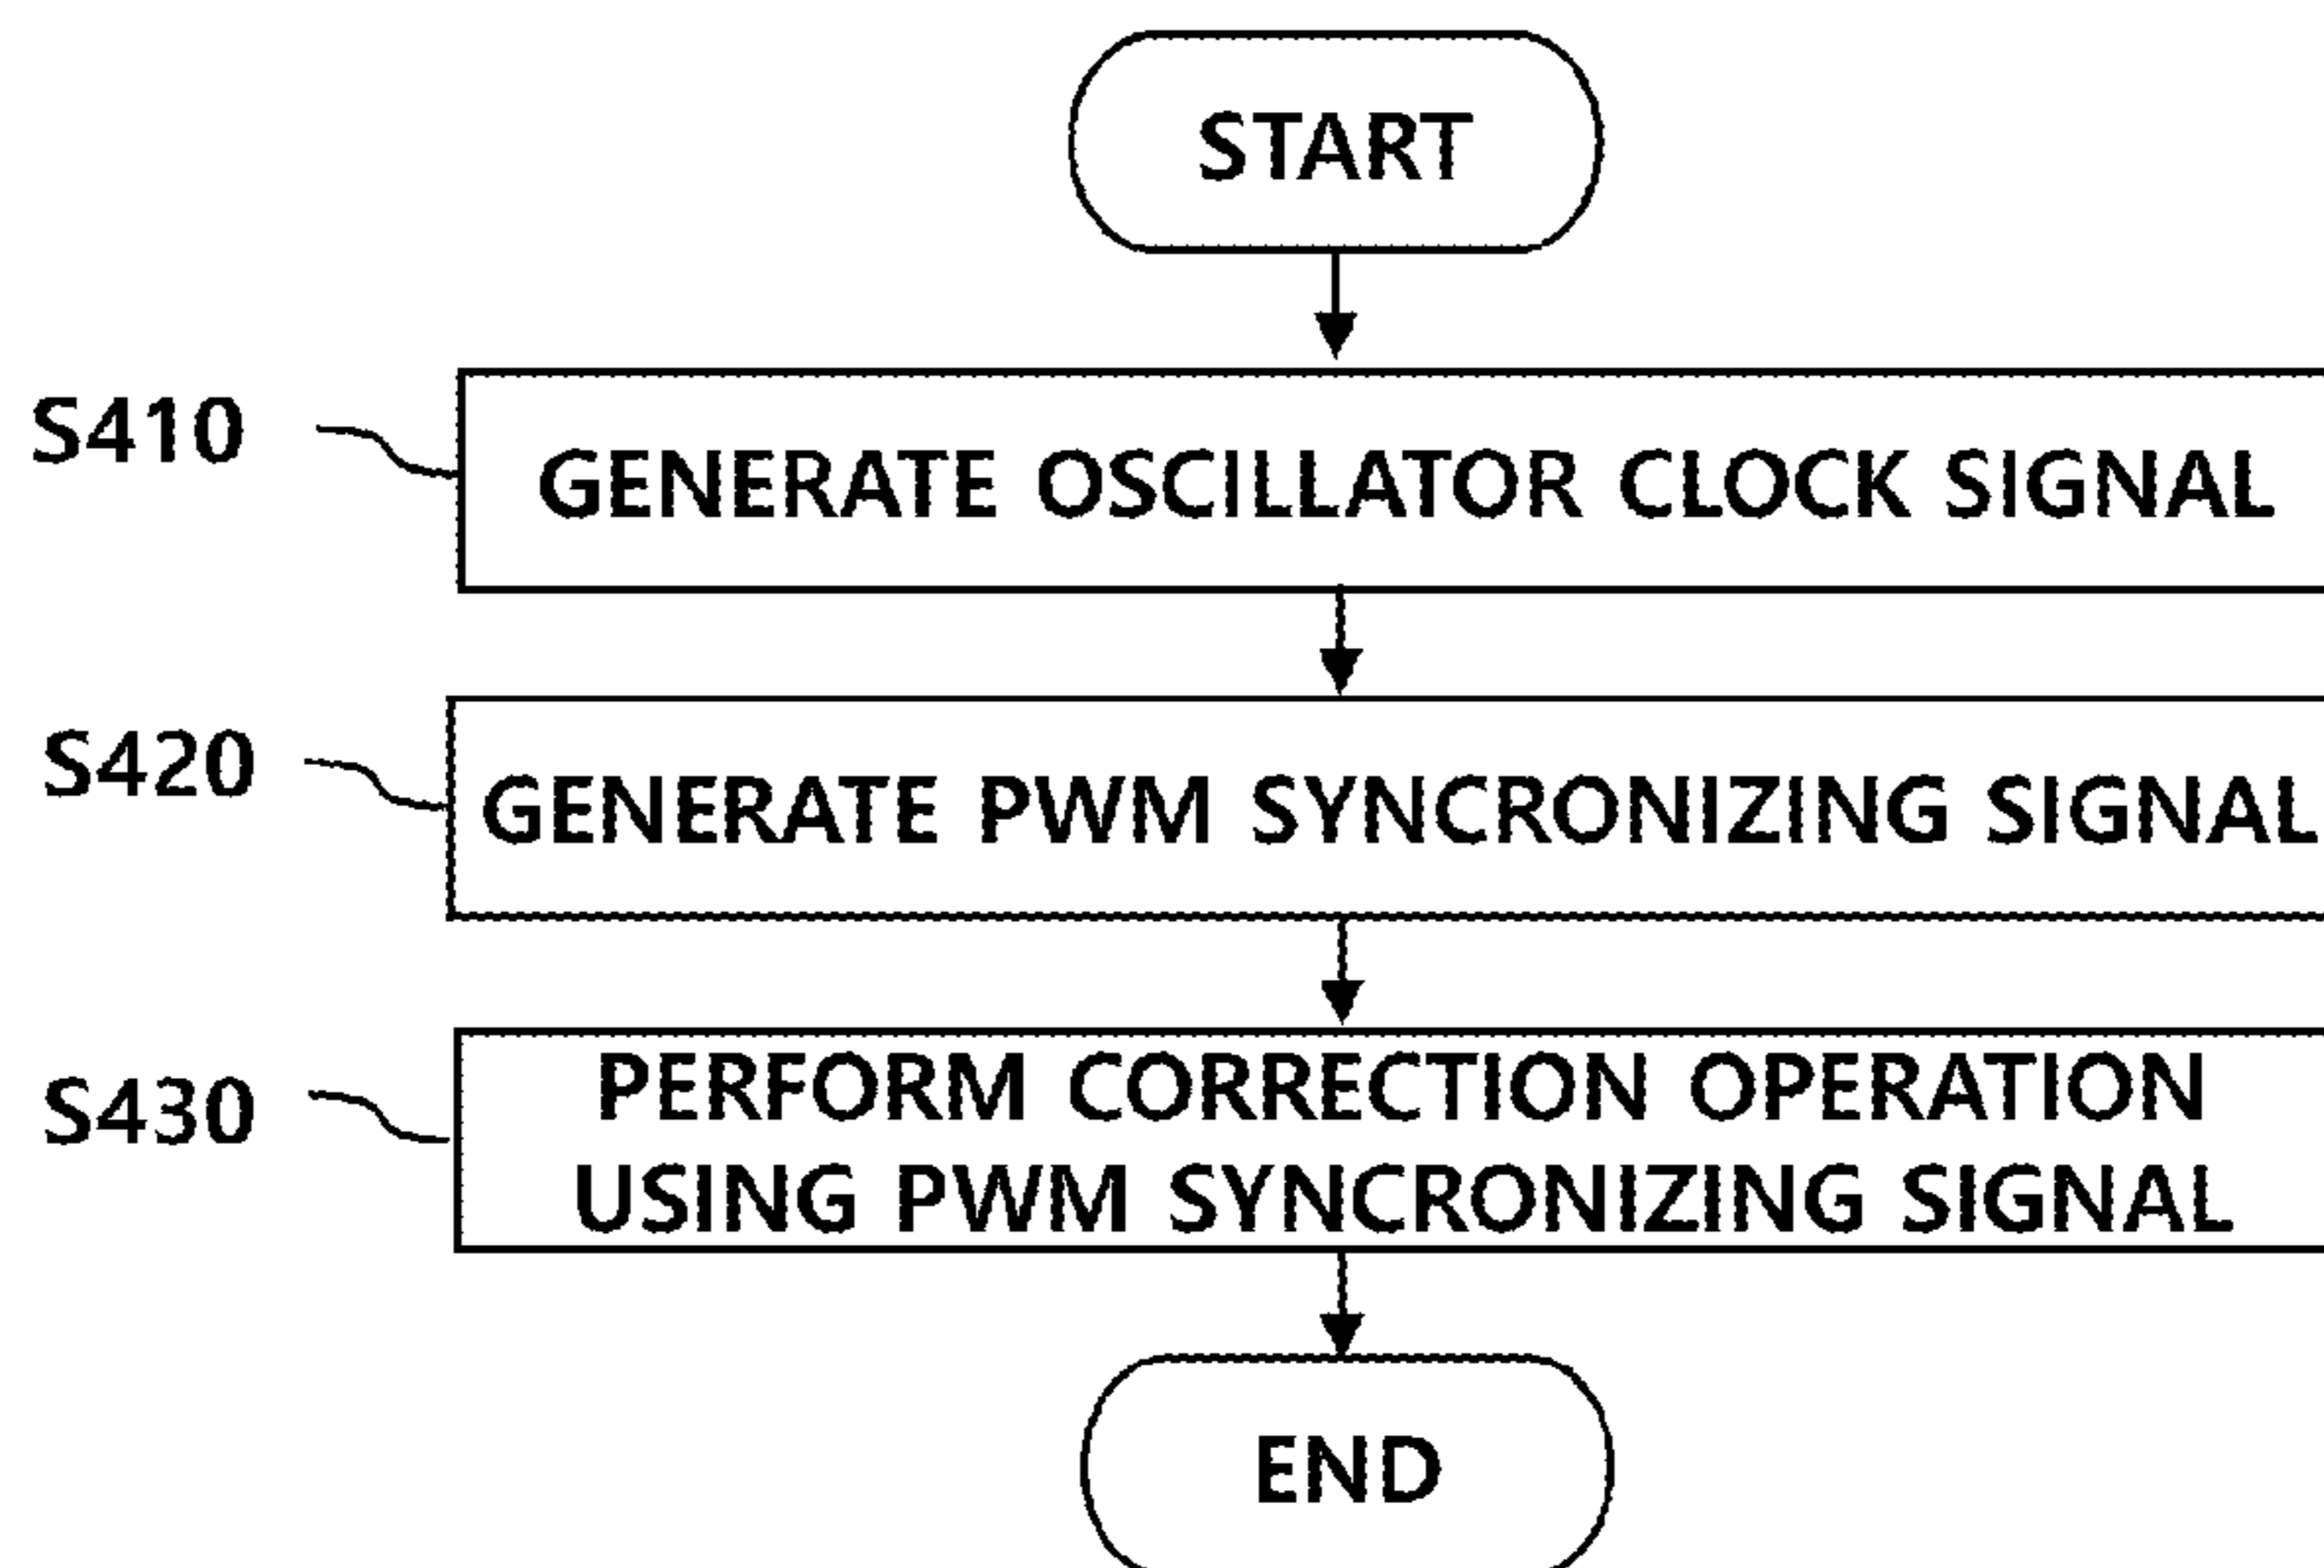 START
S410
GENERATE OSCILLATOR CLOCK SIGNAL
S420
GENERATE PWM SYNCRONIZING SIGNAL
S430
PERFORM CORRECTION OPERATION
USING PWM SYNCRONIZING SIGNAL
END